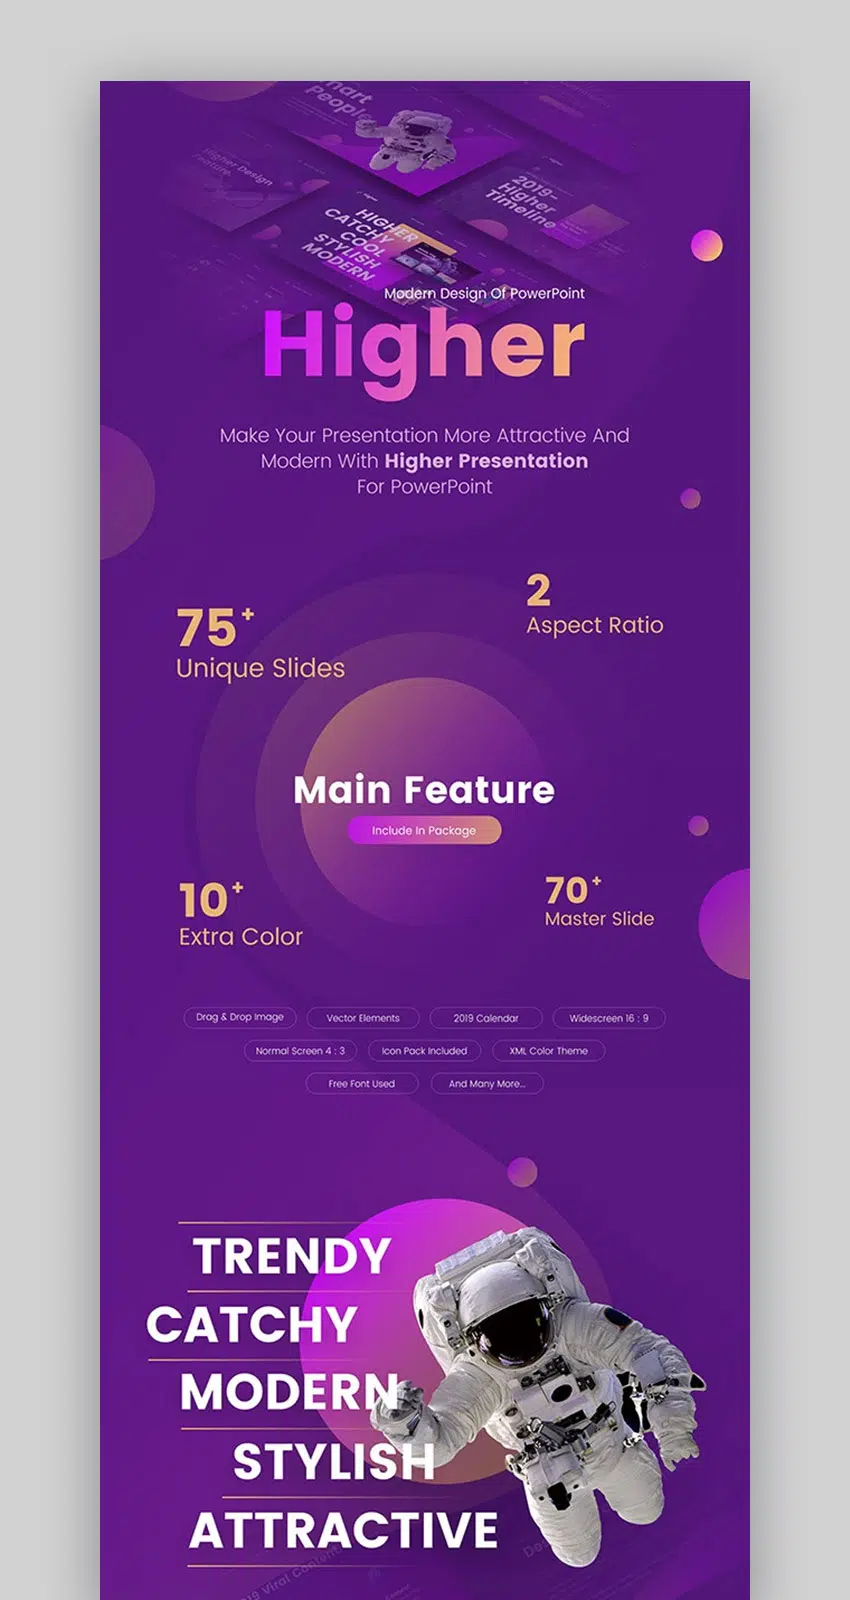 Smart
People
Higher Design
Feature.
2019-
Higher
Timeline
HIGHER
CATCHY
COOL
STYLISH
MODERN
Modern Design Of PowerPoint
Higher
Make Your Presentation More Attractive And
Modern With Higher Presentation
For PowerPoint
75+
Unique Slides
2
Aspect Ratio
Main Feature
Include In Package
10+
Extra Color
70+
Master Slide
Drag & Drop Image
Vector Elements
2019 Calendar
Widescreen 16 : 9
Normal Screen 4 : 3
Icon Pack Included
XML Color Theme
Free Font Used
And Many More...
TRENDY
CATCHY
MODERN
STYLISH
ATTRACTIVE
Viral Content